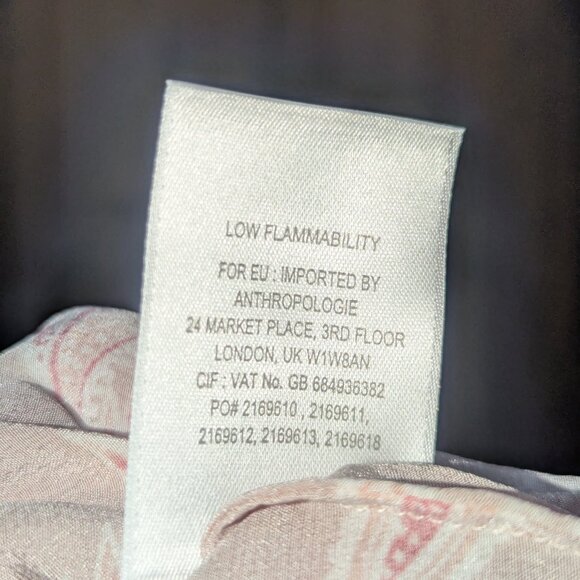 LOW FLAMMABILITY
FOR EU : IMPORTED BY
ANTHROPOLOGIE
24 MARKET PLACE, 3RD FLOOR
LONDON, UK W1W8AN
CIF : VAT No. GB 684936382
PO# 2169610 , 2169611,
2169612, 2169613, 2169618